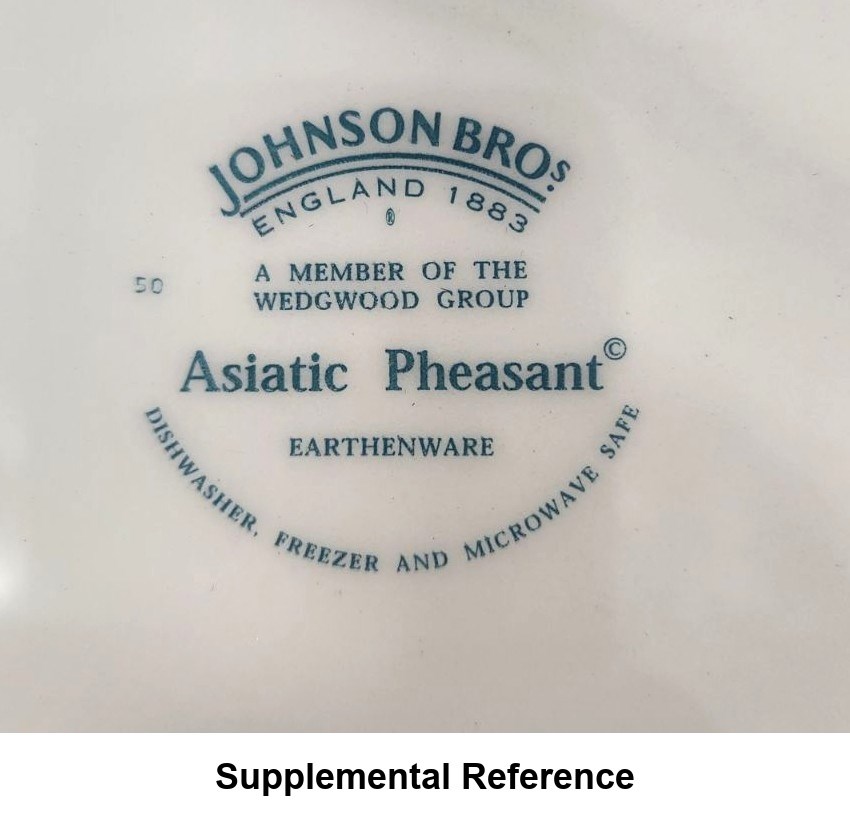 JOHNSON BROS.
ENGLAND 1883
®
A MEMBER OF THE
50
WEDGWOOD GROUP
Asiatic Pheasant©
EARTHENWARE
DISHWASHER, FREEZER AND MICROWAVE SAFE
Supplemental Reference